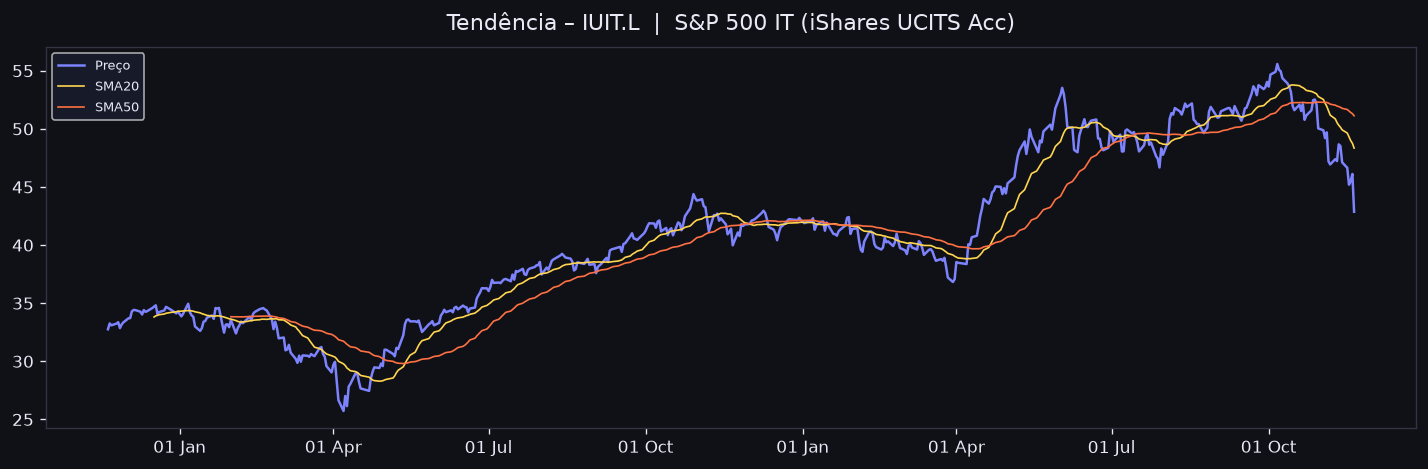 Tendência – IUIT.L | S&P 500 IT (iShares UCITS Acc)
Preço
SMA20
SMA50
55
50
45
40
35
30
25
01 Jan 01 Apr 01 Jul 01 Oct 01 Jan 01 Apr 01 Jul 01 Oct